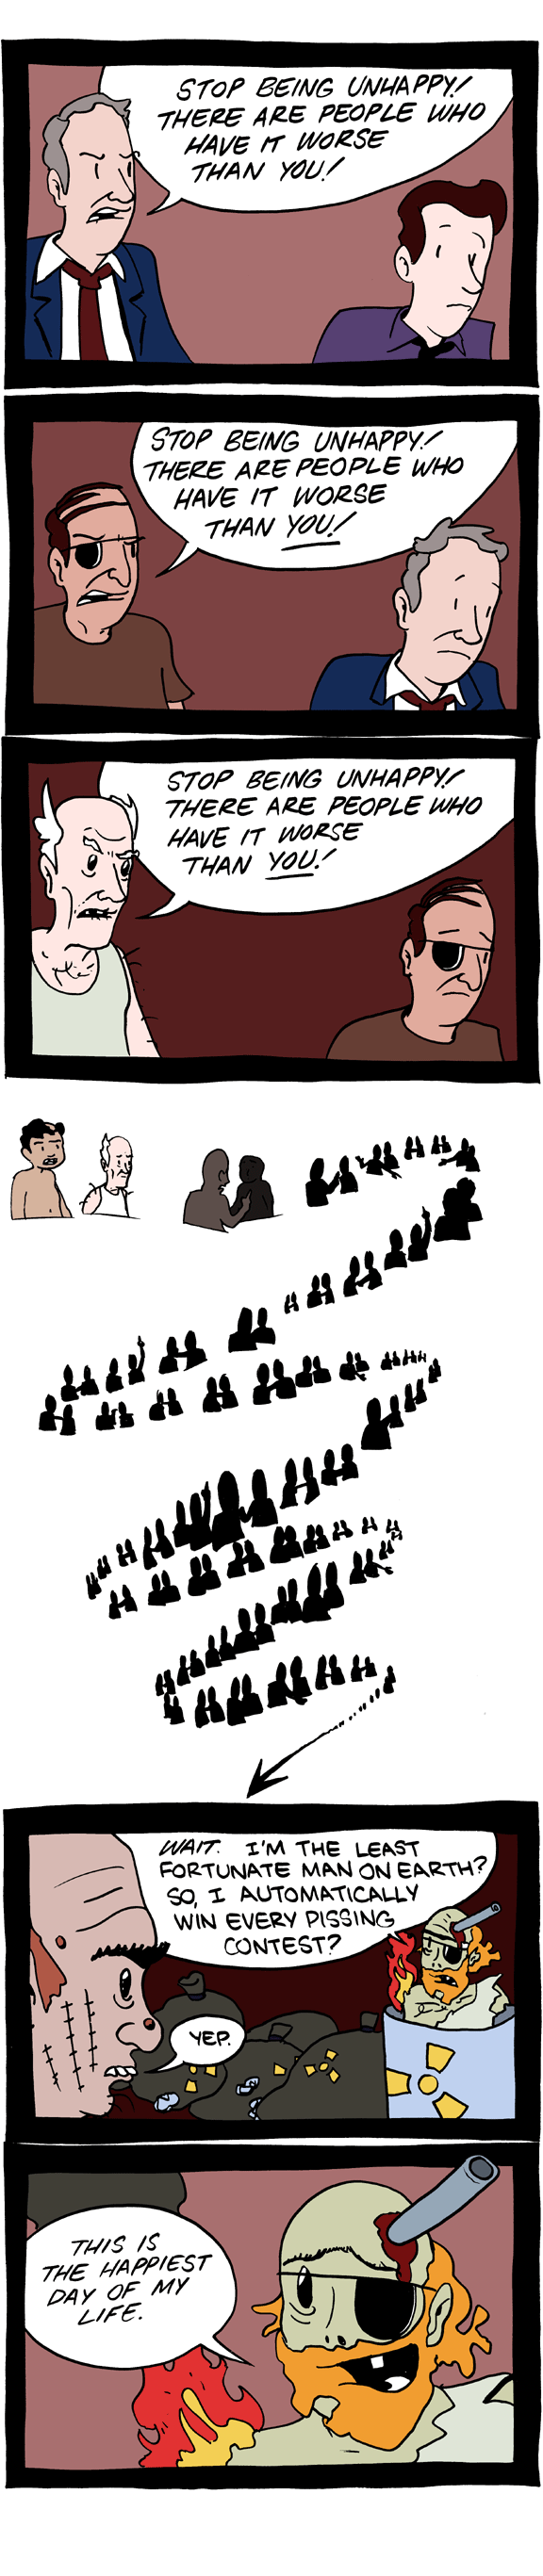 STOP BEING UNHAPPY!
THERE ARE PEOPLE WHO
HAVE IT WORSE
THAN YOU!
STOP BEING UNHAPPY!
THERE ARE PEOPLE WHO
HAVE IT WORSE
THAN YOU!
STOP BEING UNHAPPY!
THERE ARE PEOPLE WHO
HAVE IT WORSE
THAN YOU!
WAIT. I'M THE LEAST
FORTUNATE MAN ON EARTH?
SO, I AUTOMATICALLY
WIN EVERY PISSING
CONTEST?
YEP.
THIS IS
THE HAPPIEST
DAY OF MY
LIFE.